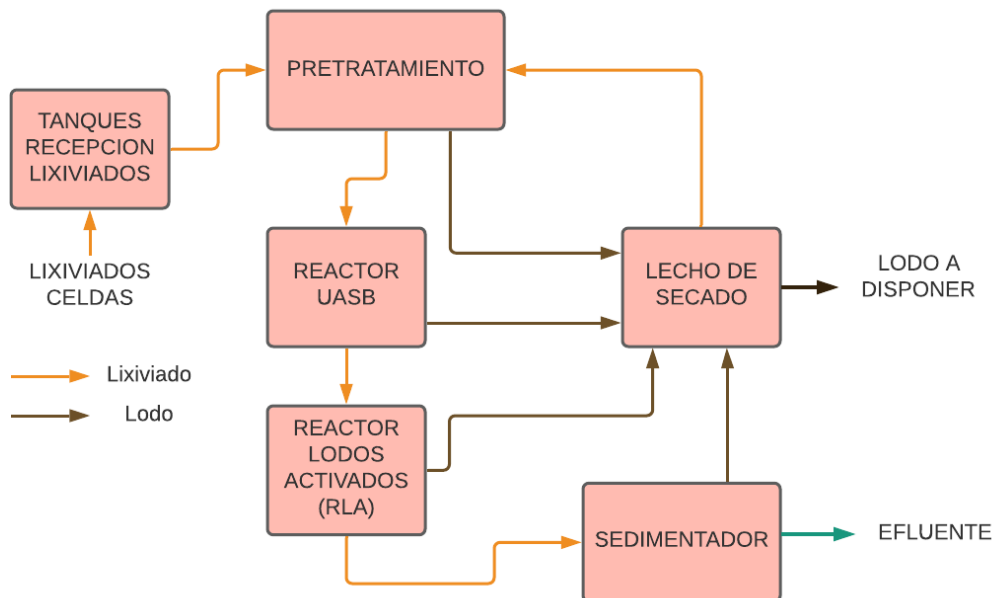 PRETRATAMIENTO
TANQUES
RECEPCION
LIXIVIADOS
LIXIVIADOS
CELDAS
REACTOR
UASB
LECHO DE
SECADO
LODO A
DISPONER
Lixiviado
Lodo
REACTOR
LODOS
ACTIVADOS
(RLA)
SEDIMENTADOR
EFLUENTE